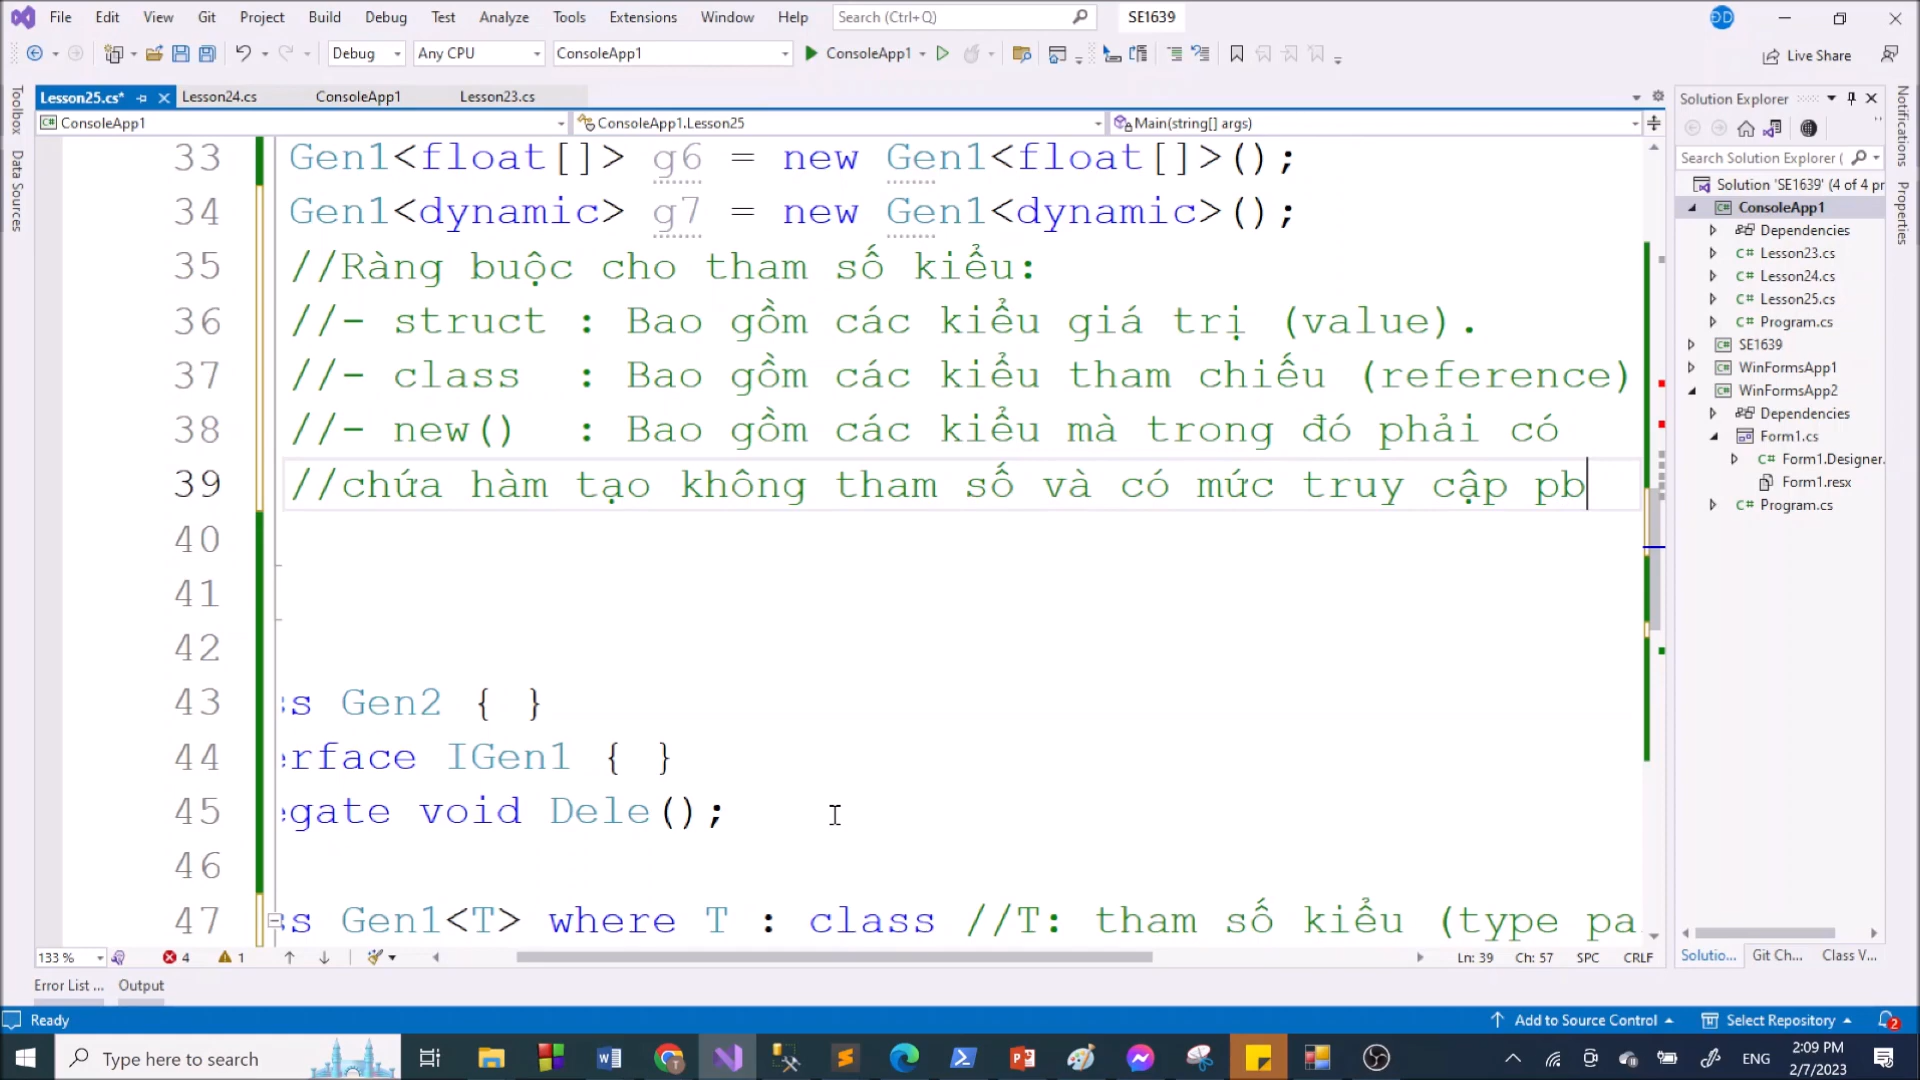 File Edit View Git Project Build Debug Test Analyze Tools Extensions Window Help Search (Ctrl+Q) SE1639
Debug Any CPU ConsoleApp1 ConsoleApp1 Live Share
Toolbox
Data Sources
Lesson25.cs* Lesson24.cs ConsoleApp1 Lesson23.cs
ConsoleApp1 ConsoleApp1.Lesson25 Main(string[] args)
33 Gen1<float[]> g6 = new Gen1<float[]>();
34 Gen1<dynamic> g7 = new Gen1<dynamic>();
35 //Ràng buộc cho tham số kiểu:
36 //- struct : Bao gồm các kiểu giá trị (value).
37 //- class  : Bao gồm các kiểu tham chiếu (reference)
38 //- new()  : Bao gồm các kiểu mà trong đó phải có
39 //chứa hàm tạo không tham số và có mức truy cập pb
40
41
42
43 ss Gen2 { }
44 erface IGen1 { }
45 egate void Dele();
46
47 ss Gen1<T> where T : class //T: tham số kiểu (type pa
133 % 4 1 Ln: 39 Ch: 57 SPC CRLF
Error List ... Output
Solution Explorer
Search Solution Explorer (
Solution 'SE1639' (4 of 4 pr
ConsoleApp1
Dependencies
Lesson23.cs
Lesson24.cs
Lesson25.cs
Program.cs
SE1639
WinFormsApp1
WinFormsApp2
Dependencies
Form1.cs
Form1.Designer.
Form1.resx
Program.cs
Solutio... Git Ch... Class V...
Notifications
Properties
Ready Add to Source Control Select Repository 2
Type here to search ENG 2:09 PM
2/7/2023